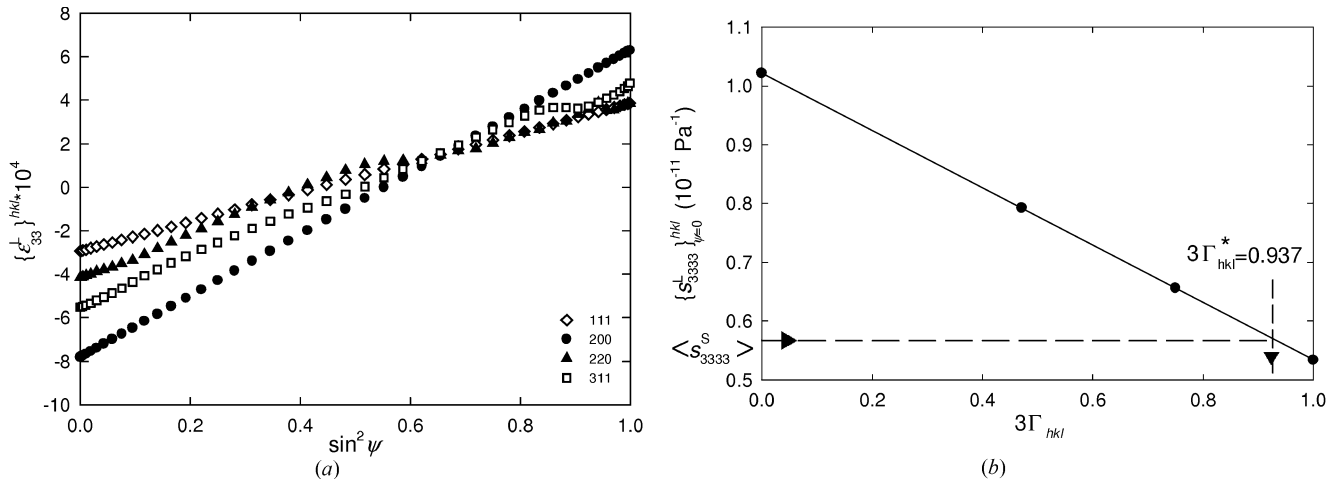 8
6
4
2
0
-2
-4
-6
-8
-10
{ε^L_33}^hkl*10^4
111
200
220
311
0.0 0.2 0.4 0.6 0.8 1.0
sin²ψ
(a)
1.1
1.0
0.9
0.8
0.7
0.6
0.5
{s^L_3333}^hkl_ψ=0 (10^-11 Pa^-1)
3Γ*_hkl=0.937
<s^S_3333>
0.0 0.2 0.4 0.6 0.8 1.0
3Γ_hkl
(b)